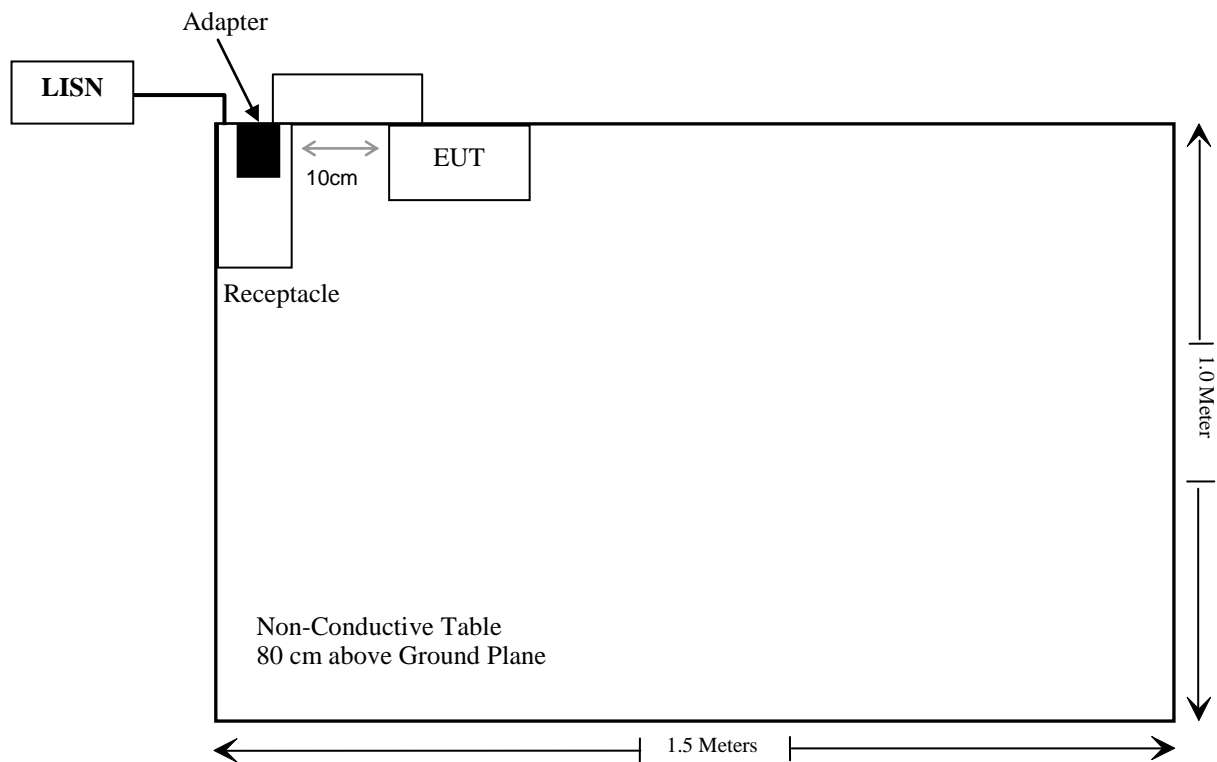 Adapter
LISN
EUT
10cm
Receptacle
1.0 Meter
Non-Conductive Table
80 cm above Ground Plane
1.5 Meters